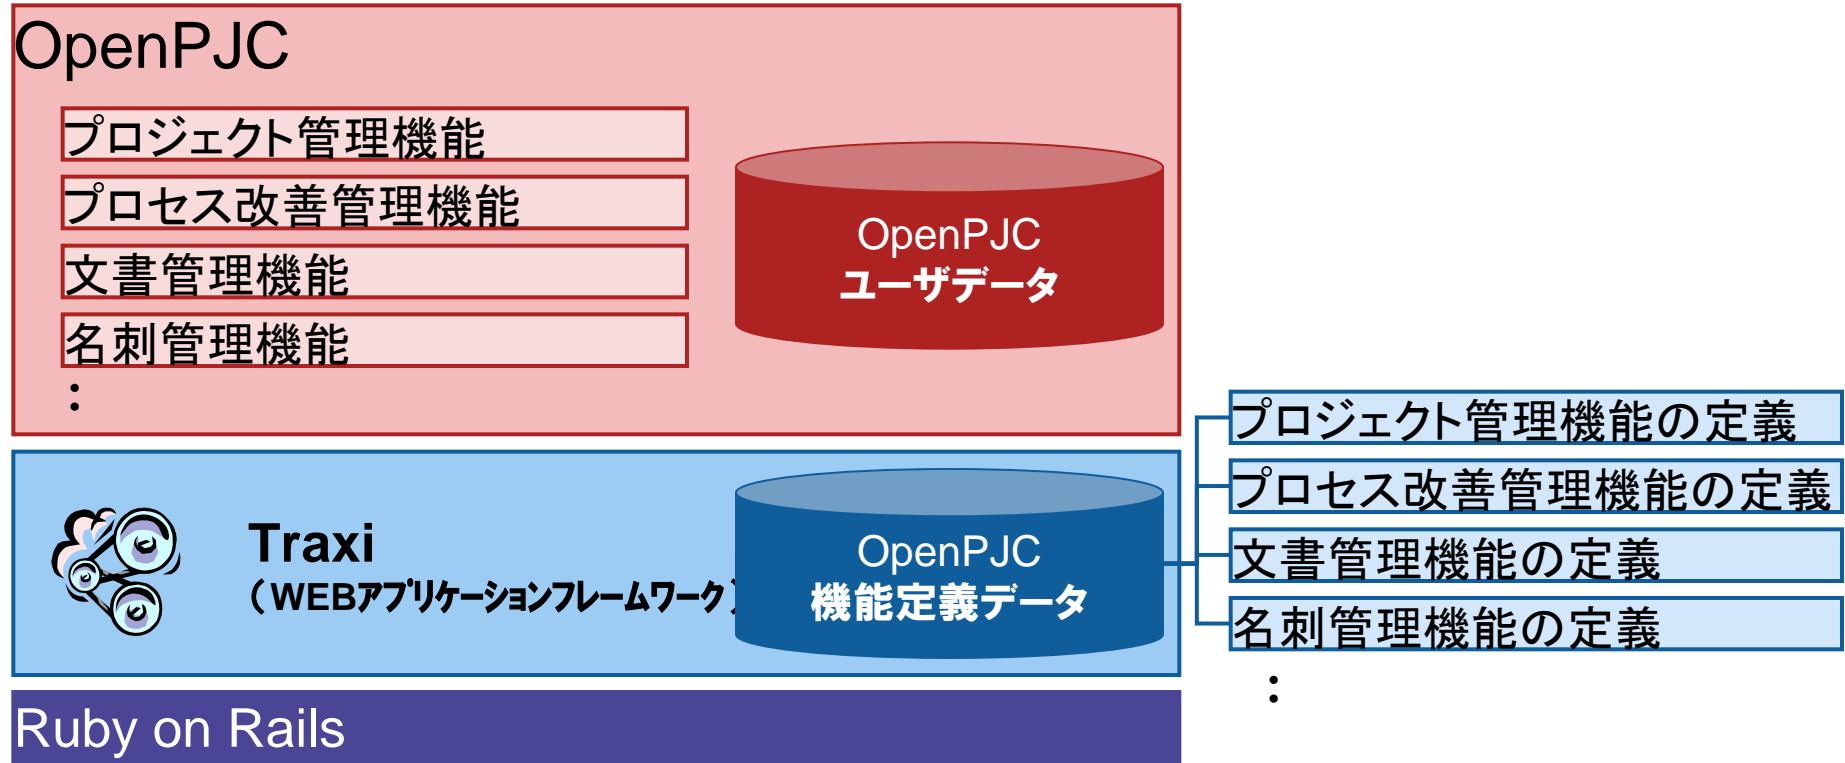 OpenPJC
プロジェクト管理機能
プロセス改善管理機能
文書管理機能
名刺管理機能
：
OpenPJC
ユーザデータ
Traxi
（WEBアプリケーションフレームワーク）
OpenPJC
機能定義データ
プロジェクト管理機能の定義
プロセス改善管理機能の定義
文書管理機能の定義
名刺管理機能の定義
：
Ruby on Rails